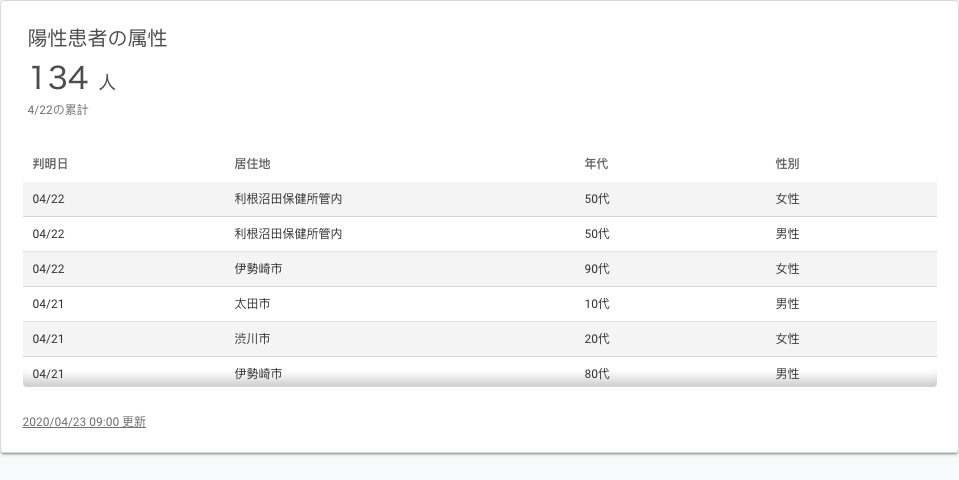 陽性患者の属性
134 人
4/22の累計
判明日 居住地 年代 性別
04/22 利根沼田保健所管内 50代 女性
04/22 利根沼田保健所管内 50代 男性
04/22 伊勢崎市 90代 女性
04/21 太田市 10代 男性
04/21 渋川市 20代 女性
04/21 伊勢崎市 80代 男性
2020/04/23 09:00 更新